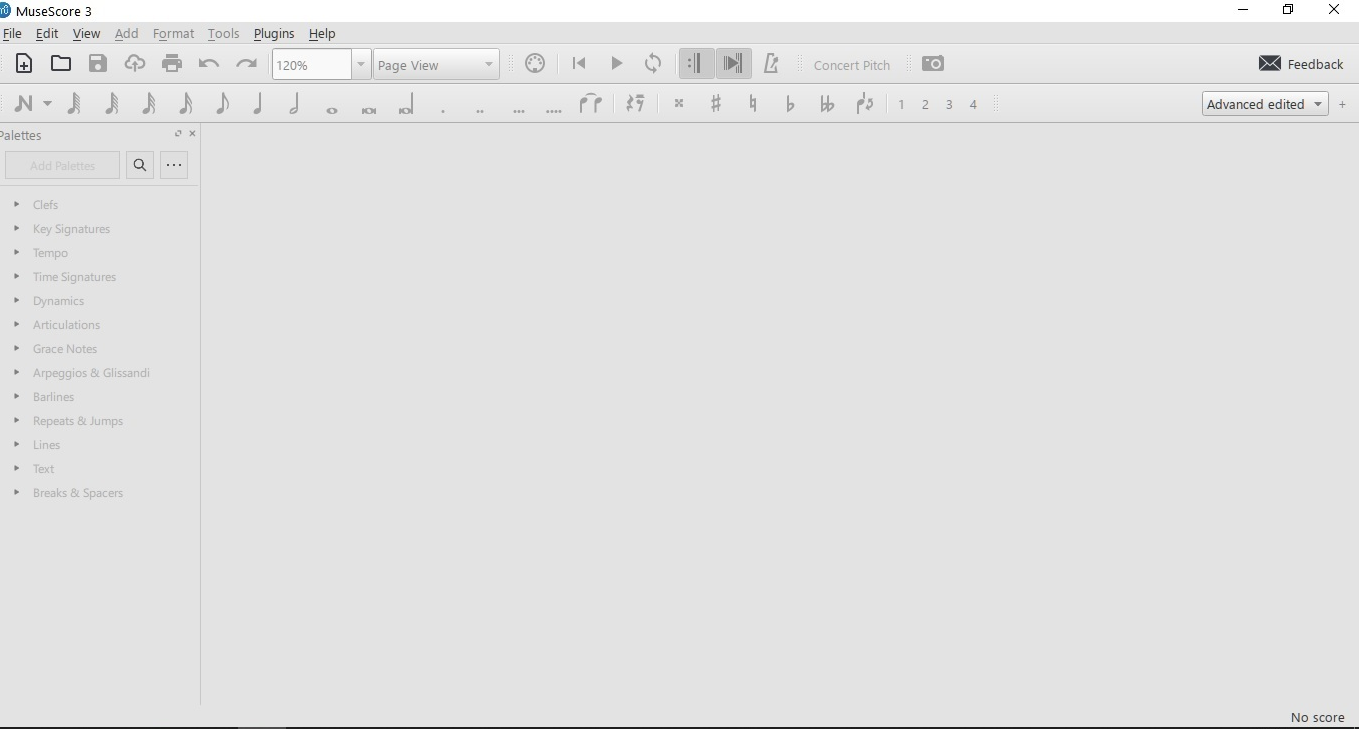 MuseScore 3
File Edit View Add Format Tools Plugins Help
120% Page View Concert Pitch Feedback
1 2 3 4 Advanced edited +
Palettes
Add Palettes ...
Clefs
Key Signatures
Tempo
Time Signatures
Dynamics
Articulations
Grace Notes
Arpeggios & Glissandi
Barlines
Repeats & Jumps
Lines
Text
Breaks & Spacers
No score